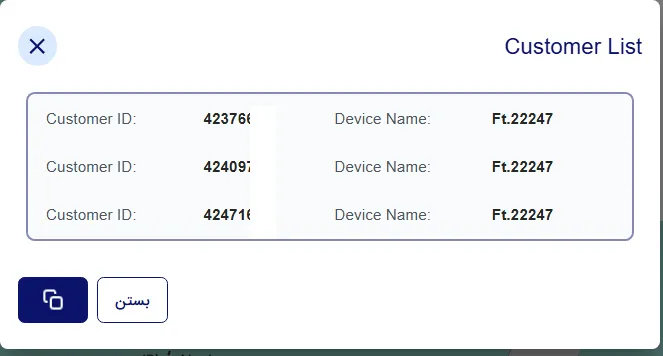 Customer List
Customer ID: 423766 Device Name: Ft.22247
Customer ID: 424097 Device Name: Ft.22247
Customer ID: 424716 Device Name: Ft.22247
بستن